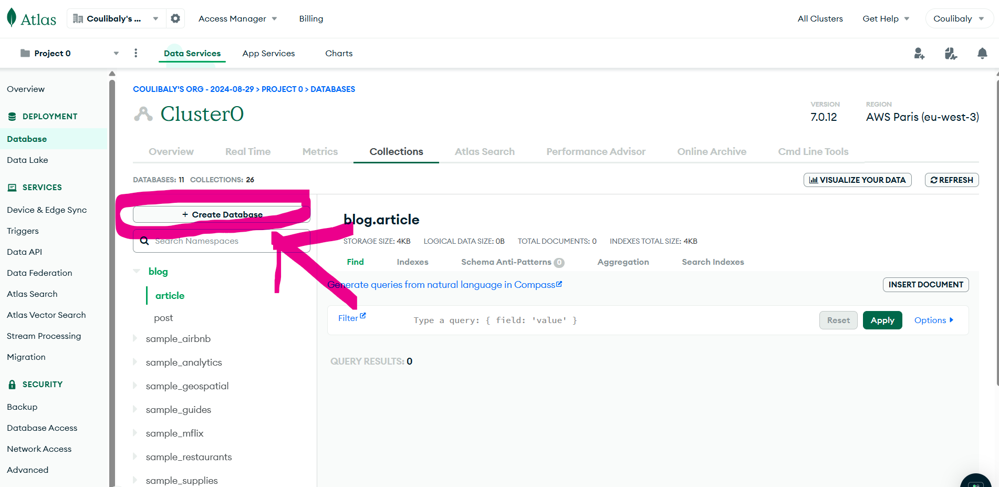 Atlas
Coulibaly's ...
Access Manager
Billing
All Clusters
Get Help
Coulibaly
Project 0
Data Services
App Services
Charts
Overview
DEPLOYMENT
Database
Data Lake
SERVICES
Device & Edge Sync
Triggers
Data API
Data Federation
Atlas Search
Atlas Vector Search
Stream Processing
Migration
SECURITY
Backup
Database Access
Network Access
Advanced
COULIBALY'S ORG - 2024-08-29 > PROJECT 0 > DATABASES
Cluster0
VERSION
7.0.12
REGION
AWS Paris (eu-west-3)
Overview
Real Time
Metrics
Collections
Atlas Search
Performance Advisor
Online Archive
Cmd Line Tools
DATABASES: 11 COLLECTIONS: 26
VISUALIZE YOUR DATA
REFRESH
+ Create Database
Search Namespaces
blog
article
post
sample_airbnb
sample_analytics
sample_geospatial
sample_guides
sample_mflix
sample_restaurants
sample_supplies
blog.article
STORAGE SIZE: 4KB LOGICAL DATA SIZE: 0B TOTAL DOCUMENTS: 0 INDEXES TOTAL SIZE: 4KB
Find
Indexes
Schema Anti-Patterns 0
Aggregation
Search Indexes
Generate queries from natural language in Compass
INSERT DOCUMENT
Filter
Type a query: { field: 'value' }
Reset
Apply
Options
QUERY RESULTS: 0